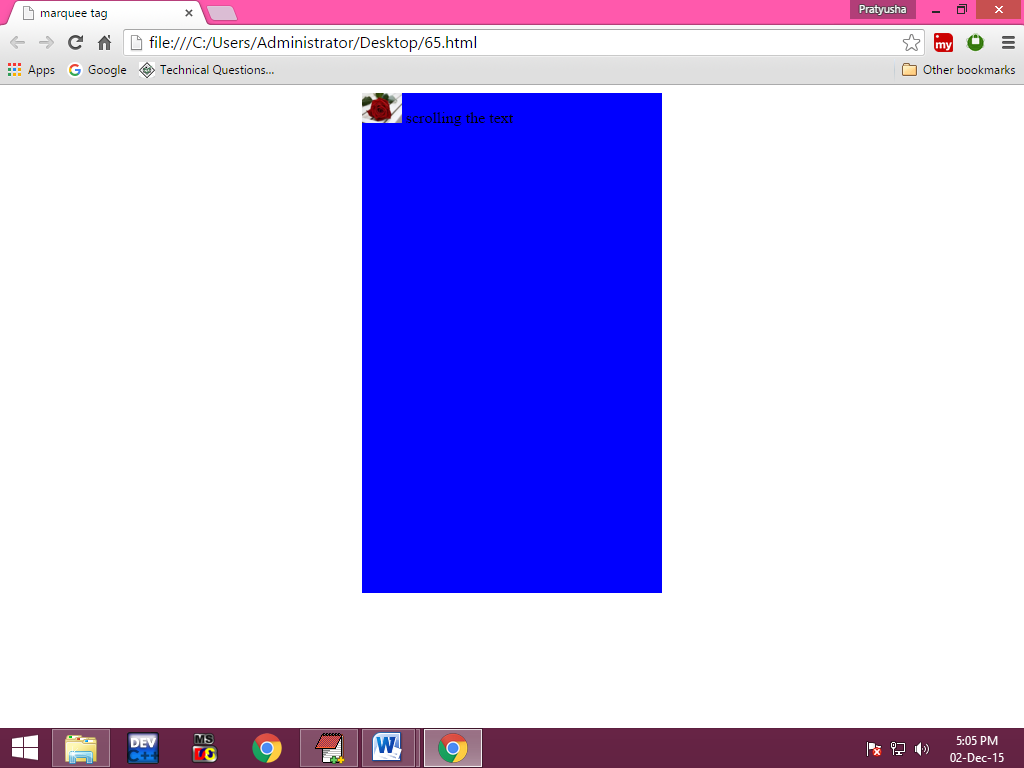 marquee tag
Pratyusha
file:///C:/Users/Administrator/Desktop/65.html
my
Apps
Google
Technical Questions...
Other bookmarks
scrolling the text
DEV
C++
MS
W
5:05 PM
02-Dec-15